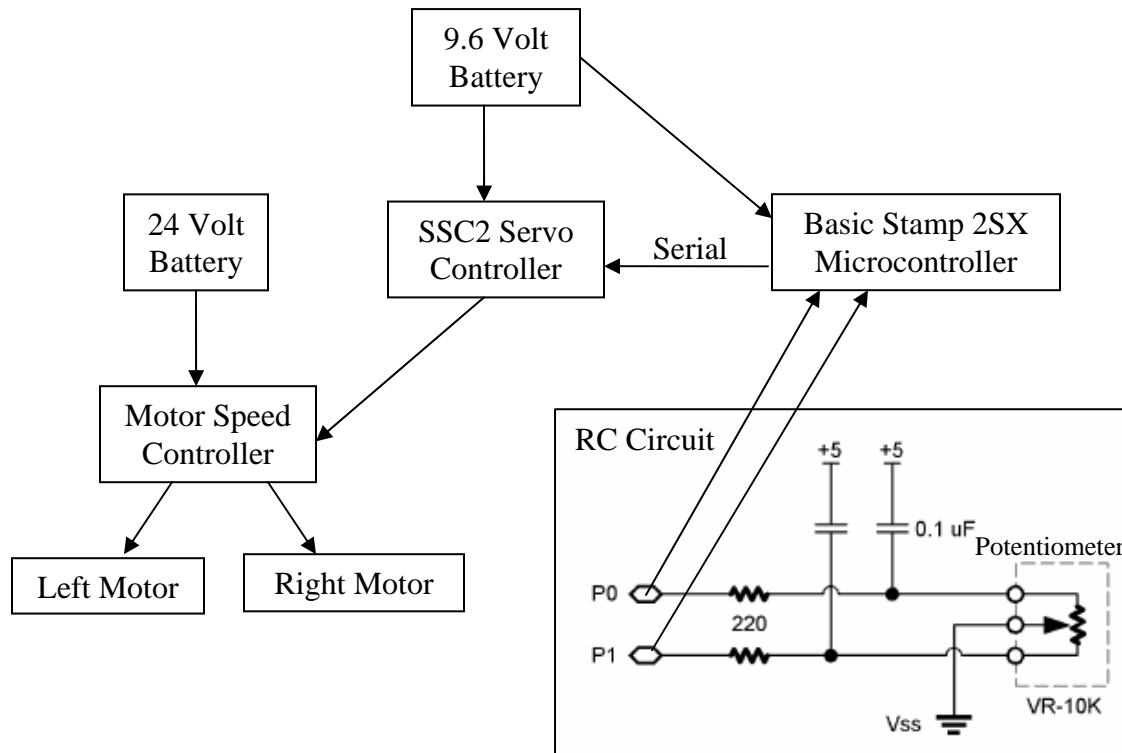 9.6 Volt
Battery
24 Volt
Battery
SSC2 Servo
Controller
Serial
Basic Stamp 2SX
Microcontroller
Motor Speed
Controller
Left Motor
Right Motor
RC Circuit
+5
+5
0.1 uF
Potentiometer
P0
220
P1
Vss
VR-10K